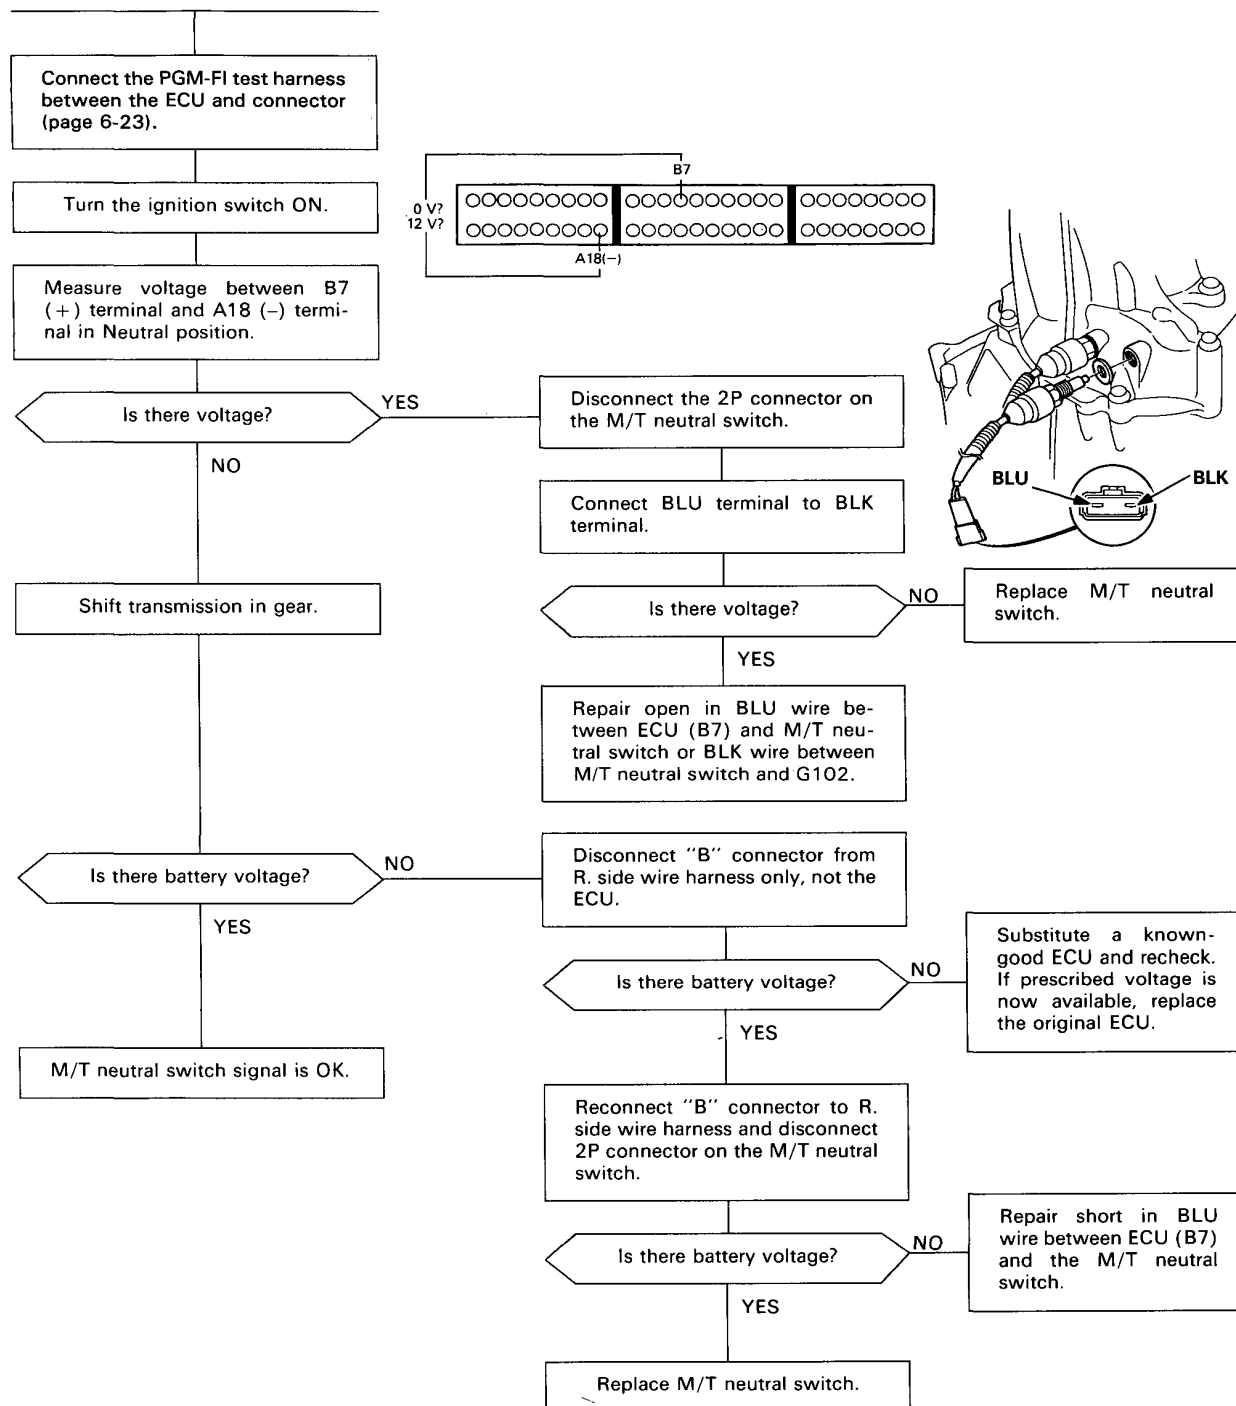 Connect the PGM-FI test harness
between the ECU and connector
(page 6-23).
Turn the ignition switch ON.
Measure voltage between B7
(+) terminal and A18 (–) termi-
nal in Neutral position.
B7
0 V?
12 V?
A18(–)
BLU
BLK
Is there voltage?
YES
NO
Disconnect the 2P connector on
the M/T neutral switch.
Connect BLU terminal to BLK
terminal.
Is there voltage?
NO
Replace M/T neutral
switch.
YES
Repair open in BLU wire be-
tween ECU (B7) and M/T neu-
tral switch or BLK wire between
M/T neutral switch and G102.
Shift transmission in gear.
Is there battery voltage?
NO
YES
Disconnect "B" connector from
R. side wire harness only, not the
ECU.
Is there battery voltage?
NO
Substitute a known-
good ECU and recheck.
If prescribed voltage is
now available, replace
the original ECU.
YES
M/T neutral switch signal is OK.
Reconnect "B" connector to R.
side wire harness and disconnect
2P connector on the M/T neutral
switch.
Is there battery voltage?
NO
Repair short in BLU
wire between ECU (B7)
and the M/T neutral
switch.
YES
Replace M/T neutral switch.